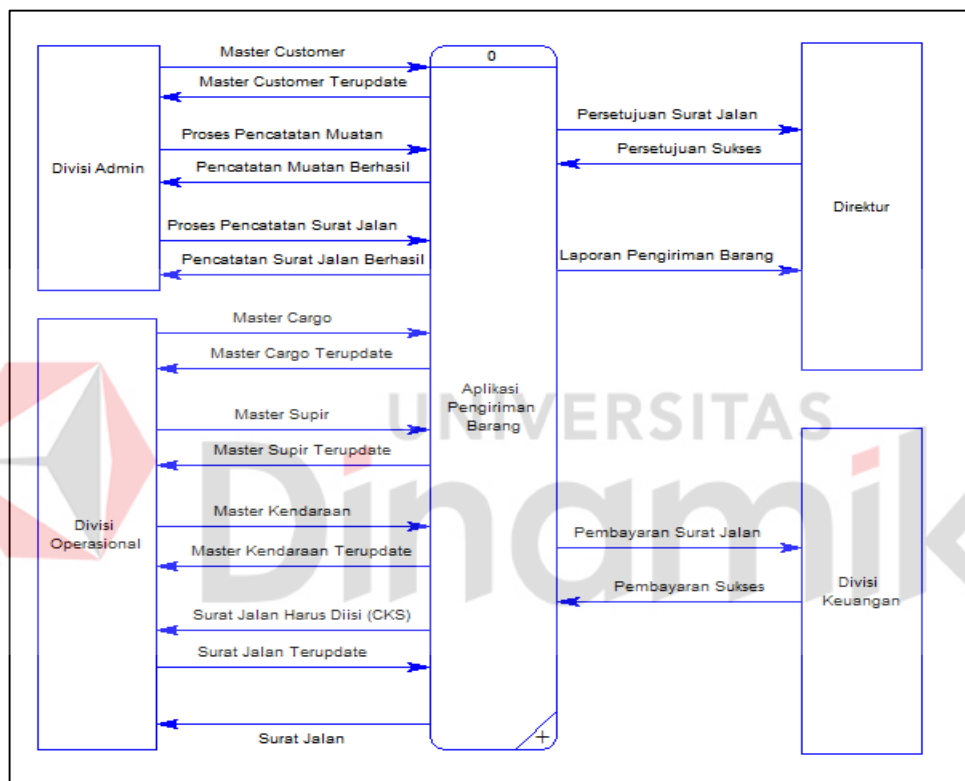 Master Customer
Master Customer Terupdate
Proses Pencatatan Muatan
Pencatatan Muatan Berhasil
Proses Pencatatan Surat Jalan
Pencatatan Surat Jalan Berhasil
Divisi Admin
0
Persetujuan Surat Jalan
Persetujuan Sukses
Laporan Pengiriman Barang
Direktur
Master Cargo
Master Cargo Terupdate
Master Supir
Master Supir Terupdate
Master Kendaraan
Master Kendaraan Terupdate
Surat Jalan Harus Diisi (CKS)
Surat Jalan Terupdate
Surat Jalan
Divisi
Operasional
Aplikasi
Pengiriman
Barang
Pembayaran Surat Jalan
Pembayaran Sukses
Divisi
Keuangan
UNIVERSITAS
Dinamik